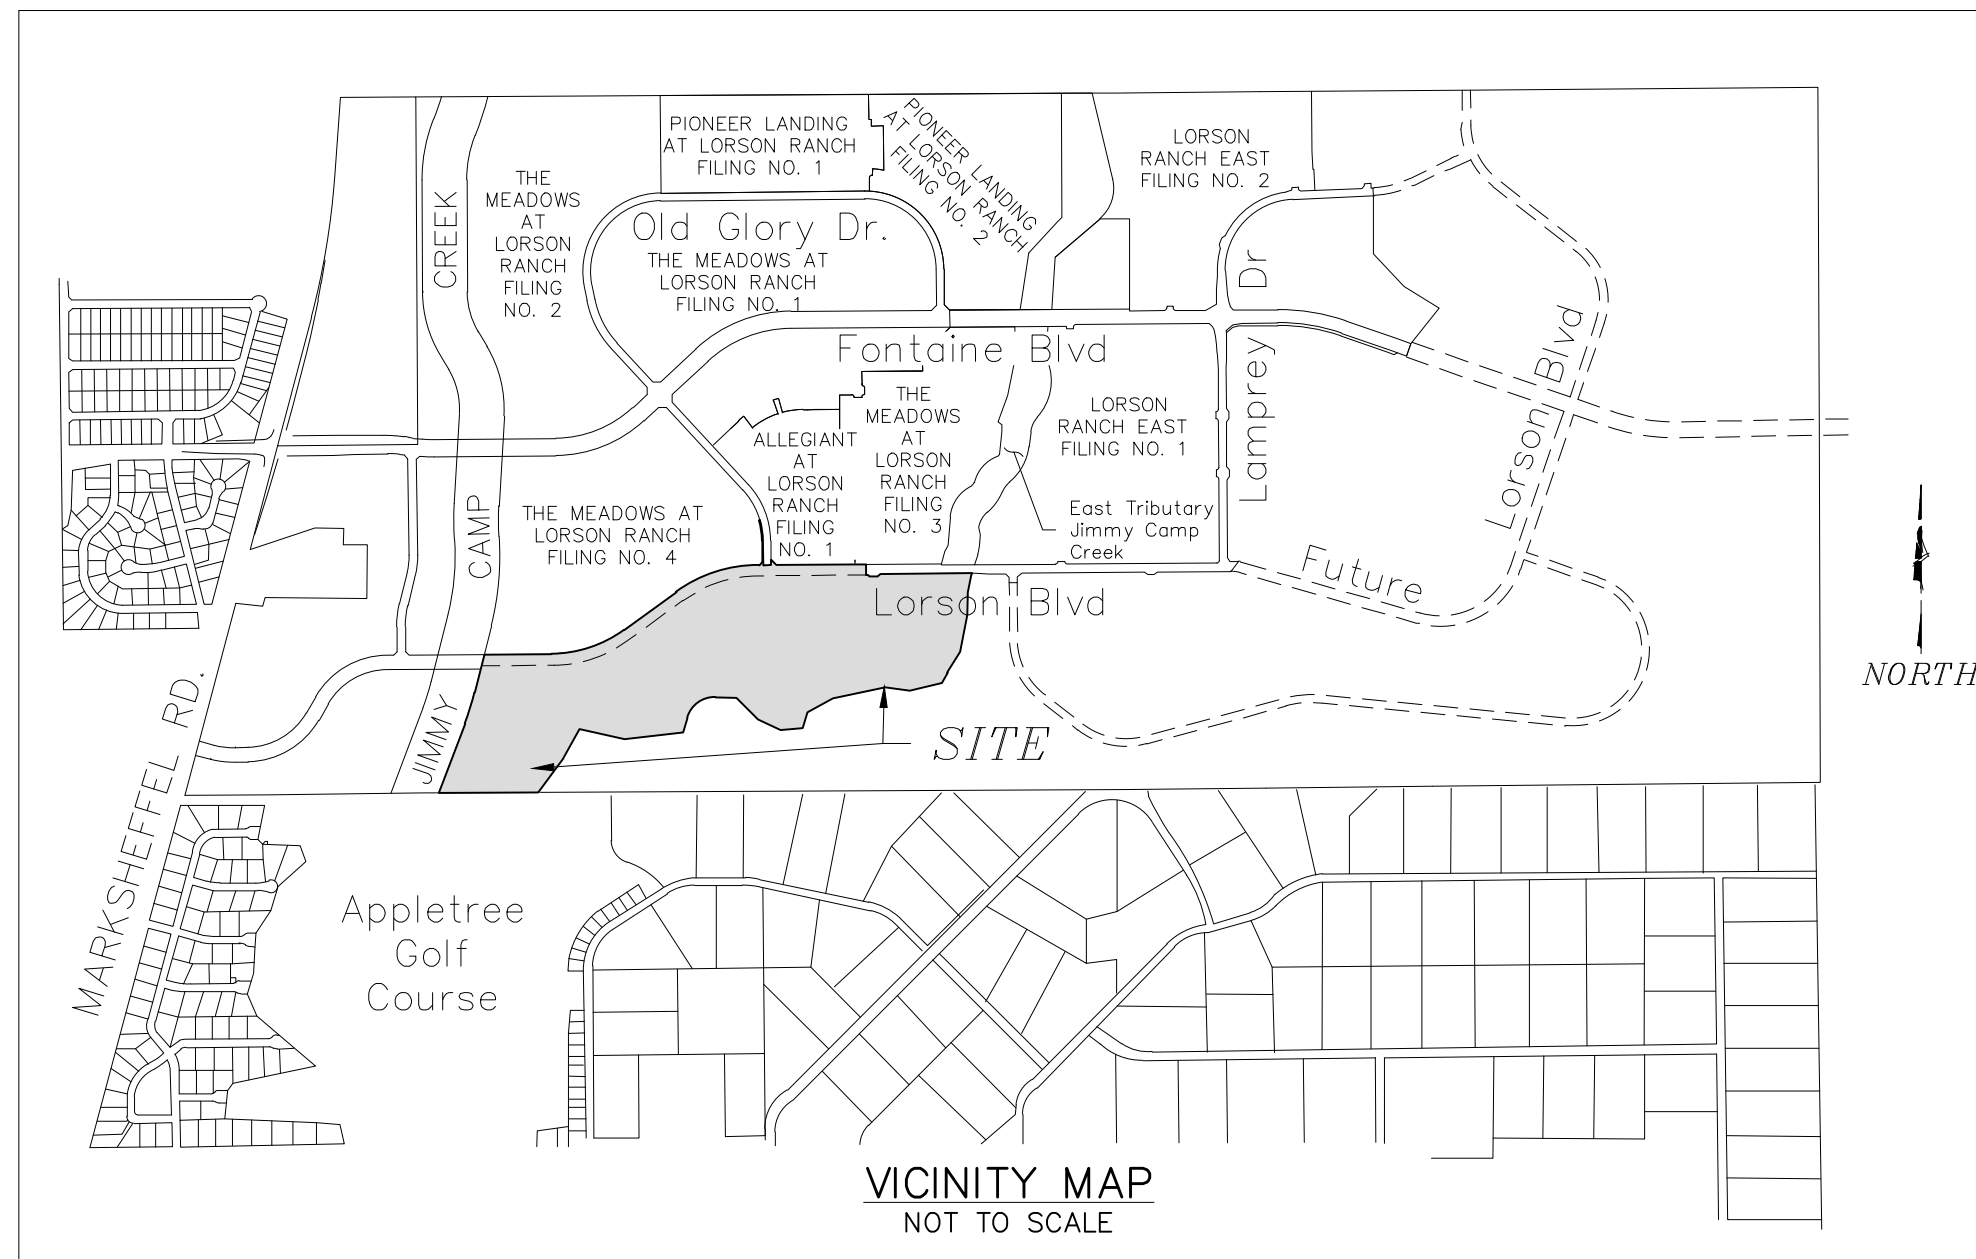 PIONEER LANDING
AT LORSON RANCH
FILING NO. 1
PIONEER LANDING
AT LORSON RANCH
FILING NO. 2
LORSON
RANCH EAST
FILING NO. 2
THE
MEADOWS
AT
LORSON
RANCH
FILING
NO. 2
CREEK
Old Glory Dr.
THE MEADOWS AT
LORSON RANCH
FILING NO. 1
Dr
Lorson Blvd
Fontaine Blvd
Lamprey
THE
MEADOWS
AT
LORSON
RANCH
FILING
NO. 3
LORSON
RANCH EAST
FILING NO. 1
ALLEGIANT
AT
LORSON
RANCH
FILING
NO. 1
CAMP
THE MEADOWS AT
LORSON RANCH
FILING NO. 4
East Tributary
Jimmy Camp
Creek
Future
Lorson Blvd
NORTH
JIMMY
SITE
MARKSHEFFEL RD.
Appletree
Golf
Course
VICINITY MAP
NOT TO SCALE